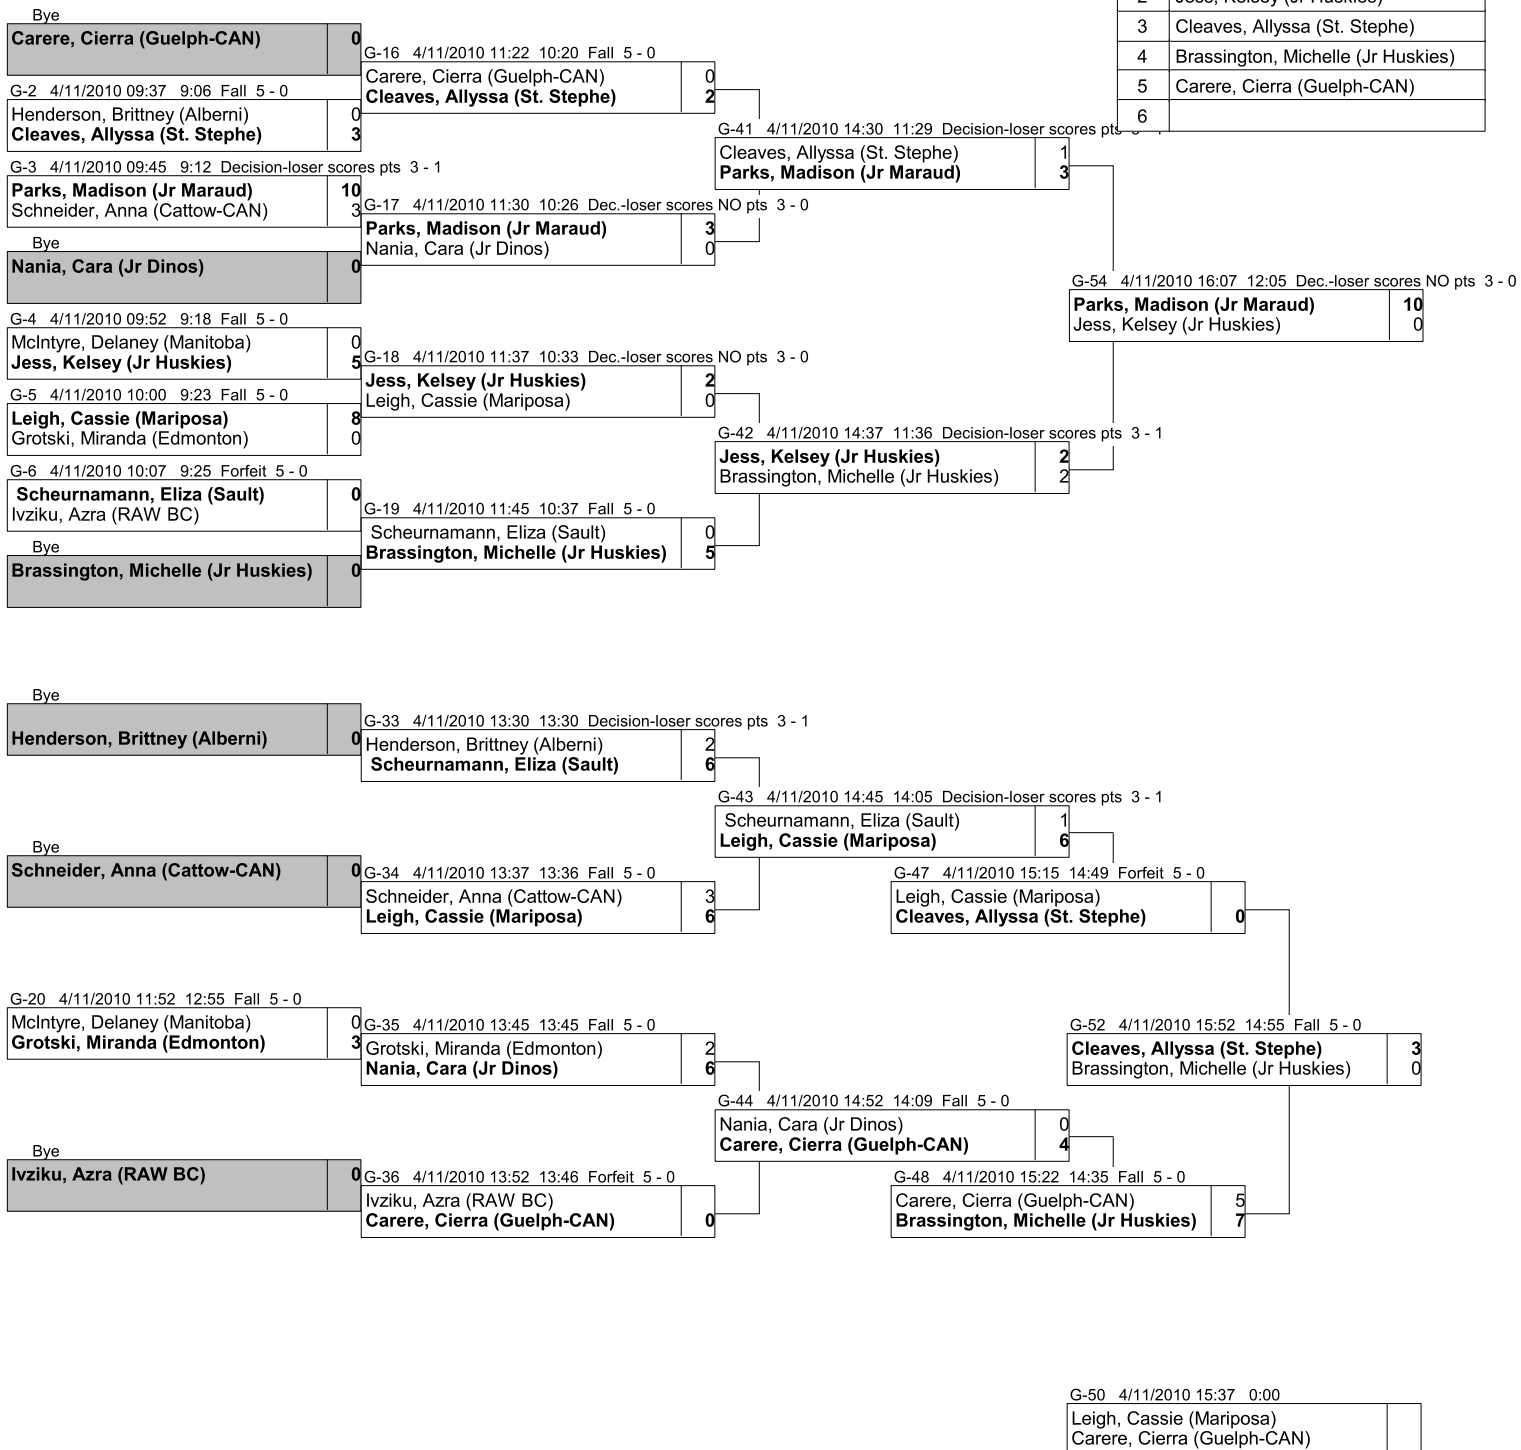 2 Jess, Kelsey (Jr Huskies)
3 Cleaves, Allyssa (St. Stephe)
4 Brassington, Michelle (Jr Huskies)
5 Carere, Cierra (Guelph-CAN)
6
Bye
Carere, Cierra (Guelph-CAN) 0
G-2 4/11/2010 09:37 9:06 Fall 5 - 0
Henderson, Brittney (Alberni) 0
Cleaves, Allyssa (St. Stephe) 3
G-3 4/11/2010 09:45 9:12 Decision-loser scores pts 3 - 1
Parks, Madison (Jr Maraud) 10
Schneider, Anna (Cattow-CAN) 3
Bye
Nania, Cara (Jr Dinos) 0
G-4 4/11/2010 09:52 9:18 Fall 5 - 0
McIntyre, Delaney (Manitoba) 0
Jess, Kelsey (Jr Huskies) 5
G-5 4/11/2010 10:00 9:23 Fall 5 - 0
Leigh, Cassie (Mariposa) 8
Grotski, Miranda (Edmonton) 0
G-6 4/11/2010 10:07 9:25 Forfeit 5 - 0
Scheurnamann, Eliza (Sault) 0
Ivziku, Azra (RAW BC)
Bye
Brassington, Michelle (Jr Huskies) 0
G-16 4/11/2010 11:22 10:20 Fall 5 - 0
Carere, Cierra (Guelph-CAN) 0
Cleaves, Allyssa (St. Stephe) 2
G-17 4/11/2010 11:30 10:26 Dec.-loser scores NO pts 3 - 0
Parks, Madison (Jr Maraud) 3
Nania, Cara (Jr Dinos) 0
G-18 4/11/2010 11:37 10:33 Dec.-loser scores NO pts 3 - 0
Jess, Kelsey (Jr Huskies) 2
Leigh, Cassie (Mariposa) 0
G-19 4/11/2010 11:45 10:37 Fall 5 - 0
Scheurnamann, Eliza (Sault) 0
Brassington, Michelle (Jr Huskies) 5
G-41 4/11/2010 14:30 11:29 Decision-loser scores pts
Cleaves, Allyssa (St. Stephe) 1
Parks, Madison (Jr Maraud) 3
G-42 4/11/2010 14:37 11:36 Decision-loser scores pts 3 - 1
Jess, Kelsey (Jr Huskies) 2
Brassington, Michelle (Jr Huskies) 2
G-54 4/11/2010 16:07 12:05 Dec.-loser scores NO pts 3 - 0
Parks, Madison (Jr Maraud) 10
Jess, Kelsey (Jr Huskies) 0
Bye
Henderson, Brittney (Alberni) 0
Bye
Schneider, Anna (Cattow-CAN) 0
G-20 4/11/2010 11:52 12:55 Fall 5 - 0
McIntyre, Delaney (Manitoba) 0
Grotski, Miranda (Edmonton) 3
Bye
Ivziku, Azra (RAW BC) 0
G-33 4/11/2010 13:30 13:30 Decision-loser scores pts 3 - 1
Henderson, Brittney (Alberni) 2
Scheurnamann, Eliza (Sault) 6
G-34 4/11/2010 13:37 13:36 Fall 5 - 0
Schneider, Anna (Cattow-CAN) 3
Leigh, Cassie (Mariposa) 6
G-35 4/11/2010 13:45 13:45 Fall 5 - 0
Grotski, Miranda (Edmonton) 2
Nania, Cara (Jr Dinos) 6
G-36 4/11/2010 13:52 13:46 Forfeit 5 - 0
Ivziku, Azra (RAW BC)
Carere, Cierra (Guelph-CAN) 0
G-43 4/11/2010 14:45 14:05 Decision-loser scores pts 3 - 1
Scheurnamann, Eliza (Sault) 1
Leigh, Cassie (Mariposa) 6
G-44 4/11/2010 14:52 14:09 Fall 5 - 0
Nania, Cara (Jr Dinos) 0
Carere, Cierra (Guelph-CAN) 4
G-47 4/11/2010 15:15 14:49 Forfeit 5 - 0
Leigh, Cassie (Mariposa)
Cleaves, Allyssa (St. Stephe) 0
G-48 4/11/2010 15:22 14:35 Fall 5 - 0
Carere, Cierra (Guelph-CAN) 5
Brassington, Michelle (Jr Huskies) 7
G-52 4/11/2010 15:52 14:55 Fall 5 - 0
Cleaves, Allyssa (St. Stephe) 3
Brassington, Michelle (Jr Huskies) 0
G-50 4/11/2010 15:37 0:00
Leigh, Cassie (Mariposa)
Carere, Cierra (Guelph-CAN)